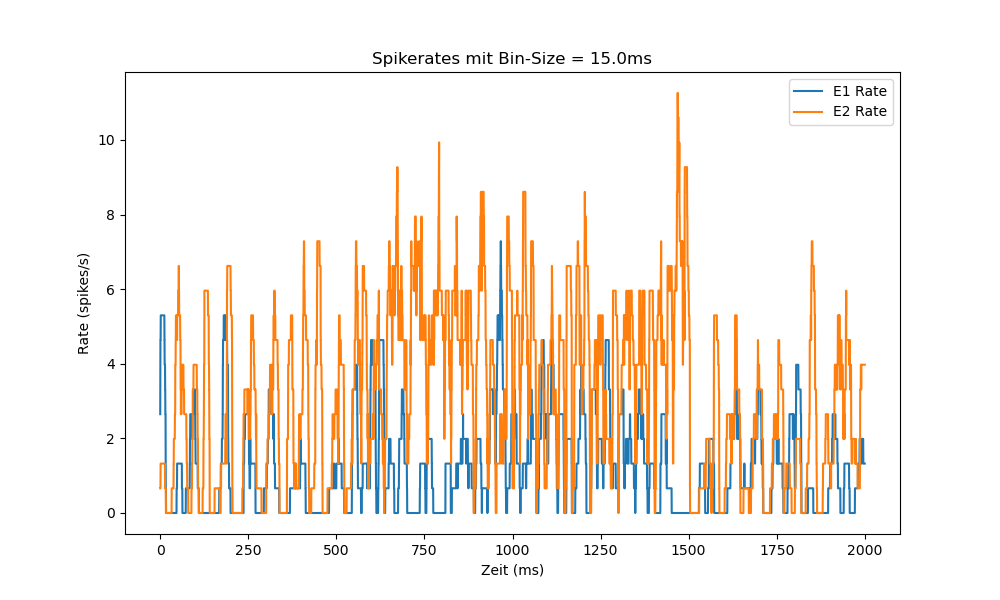 Spikerates mit Bin-Size = 15.0ms
E1 Rate
E2 Rate
10
8
6
4
2
0
Rate (spikes/s)
0 250 500 750 1000 1250 1500 1750 2000
Zeit (ms)